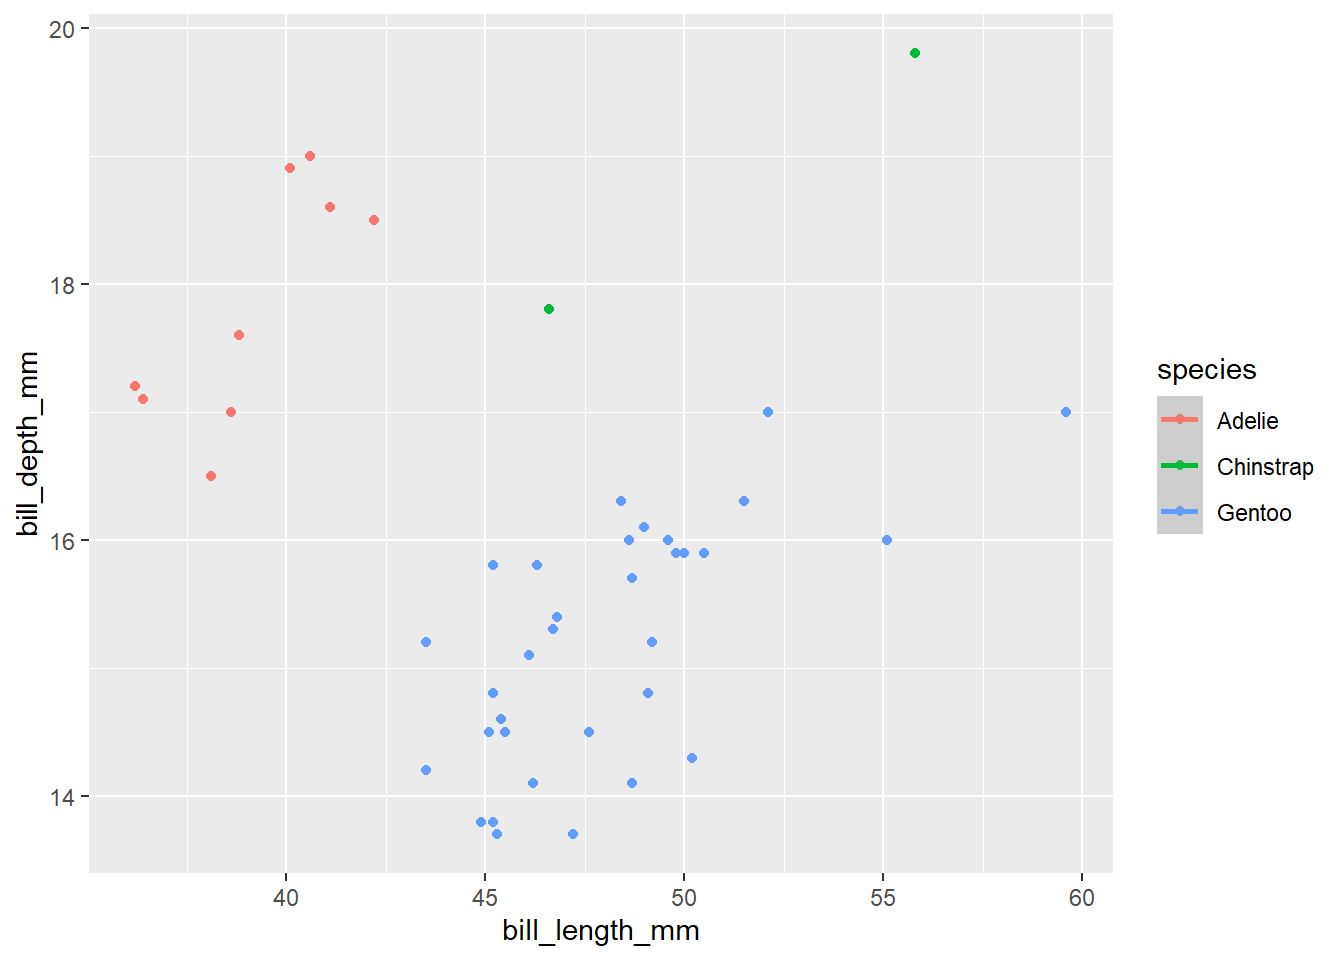 20
18
16
14
bill_depth_mm
40 45 50 55 60
bill_length_mm
species
Adelie
Chinstrap
Gentoo